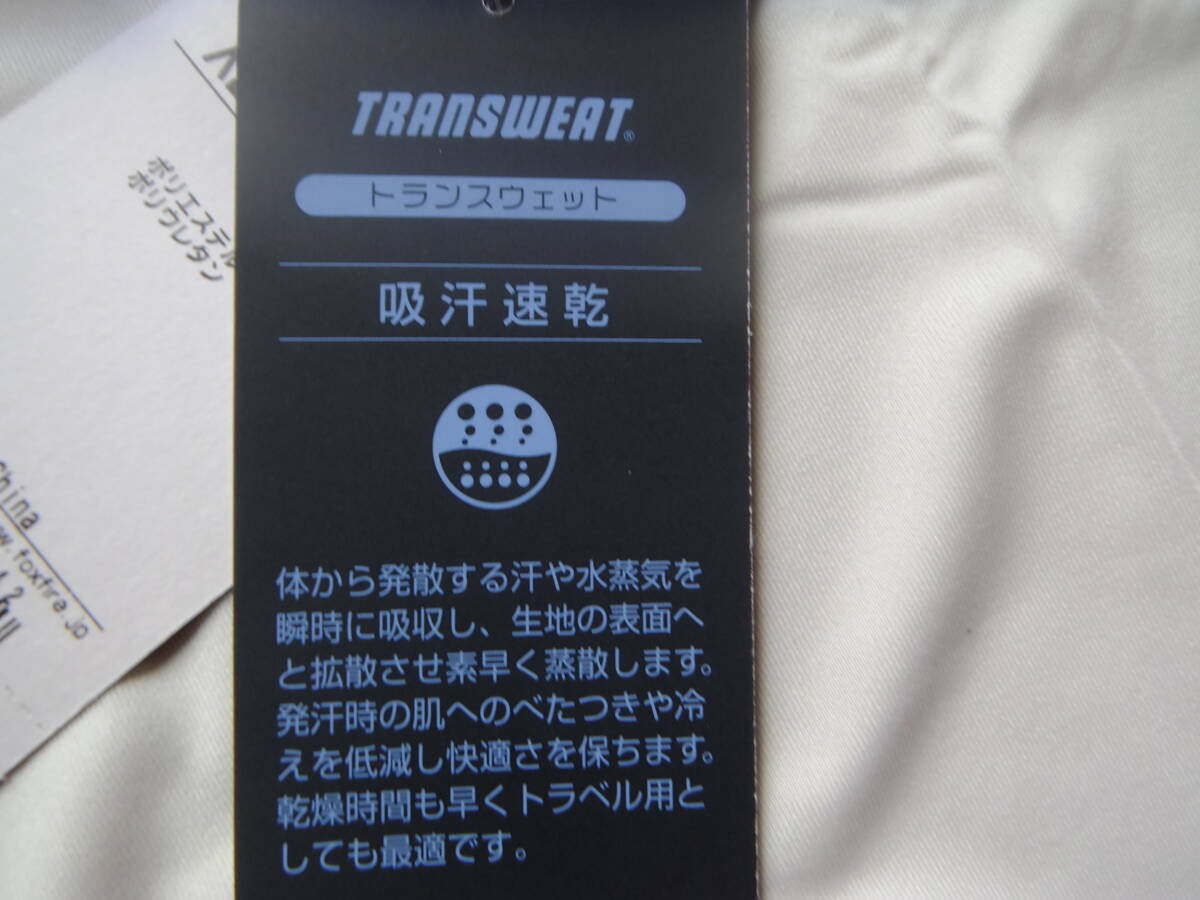 TRANSWEAT®
トランスウェット
吸汗速乾
体から発散する汗や水蒸気を
瞬時に吸収し、生地の表面へ
と拡散させ素早く蒸散します。
発汗時の肌へのべたつきや冷
えを低減し快適さを保ちます。
乾燥時間も早くトラベル用と
しても最適です。
ポリエステル
ポリウレタン
China
w.foxfire.jp